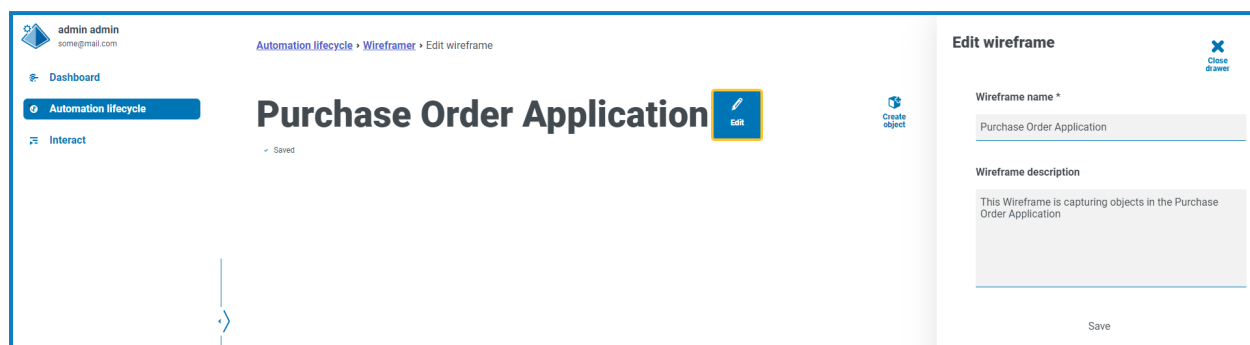 admin admin
some@mail.com
Dashboard
Automation lifecycle
Interact
Automation lifecycle › Wireframer › Edit wireframe
Purchase Order Application
Edit
Saved
Create
object
Edit wireframe
Close
drawer
Wireframe name *
Purchase Order Application
Wireframe description
This Wireframe is capturing objects in the Purchase
Order Application
Save